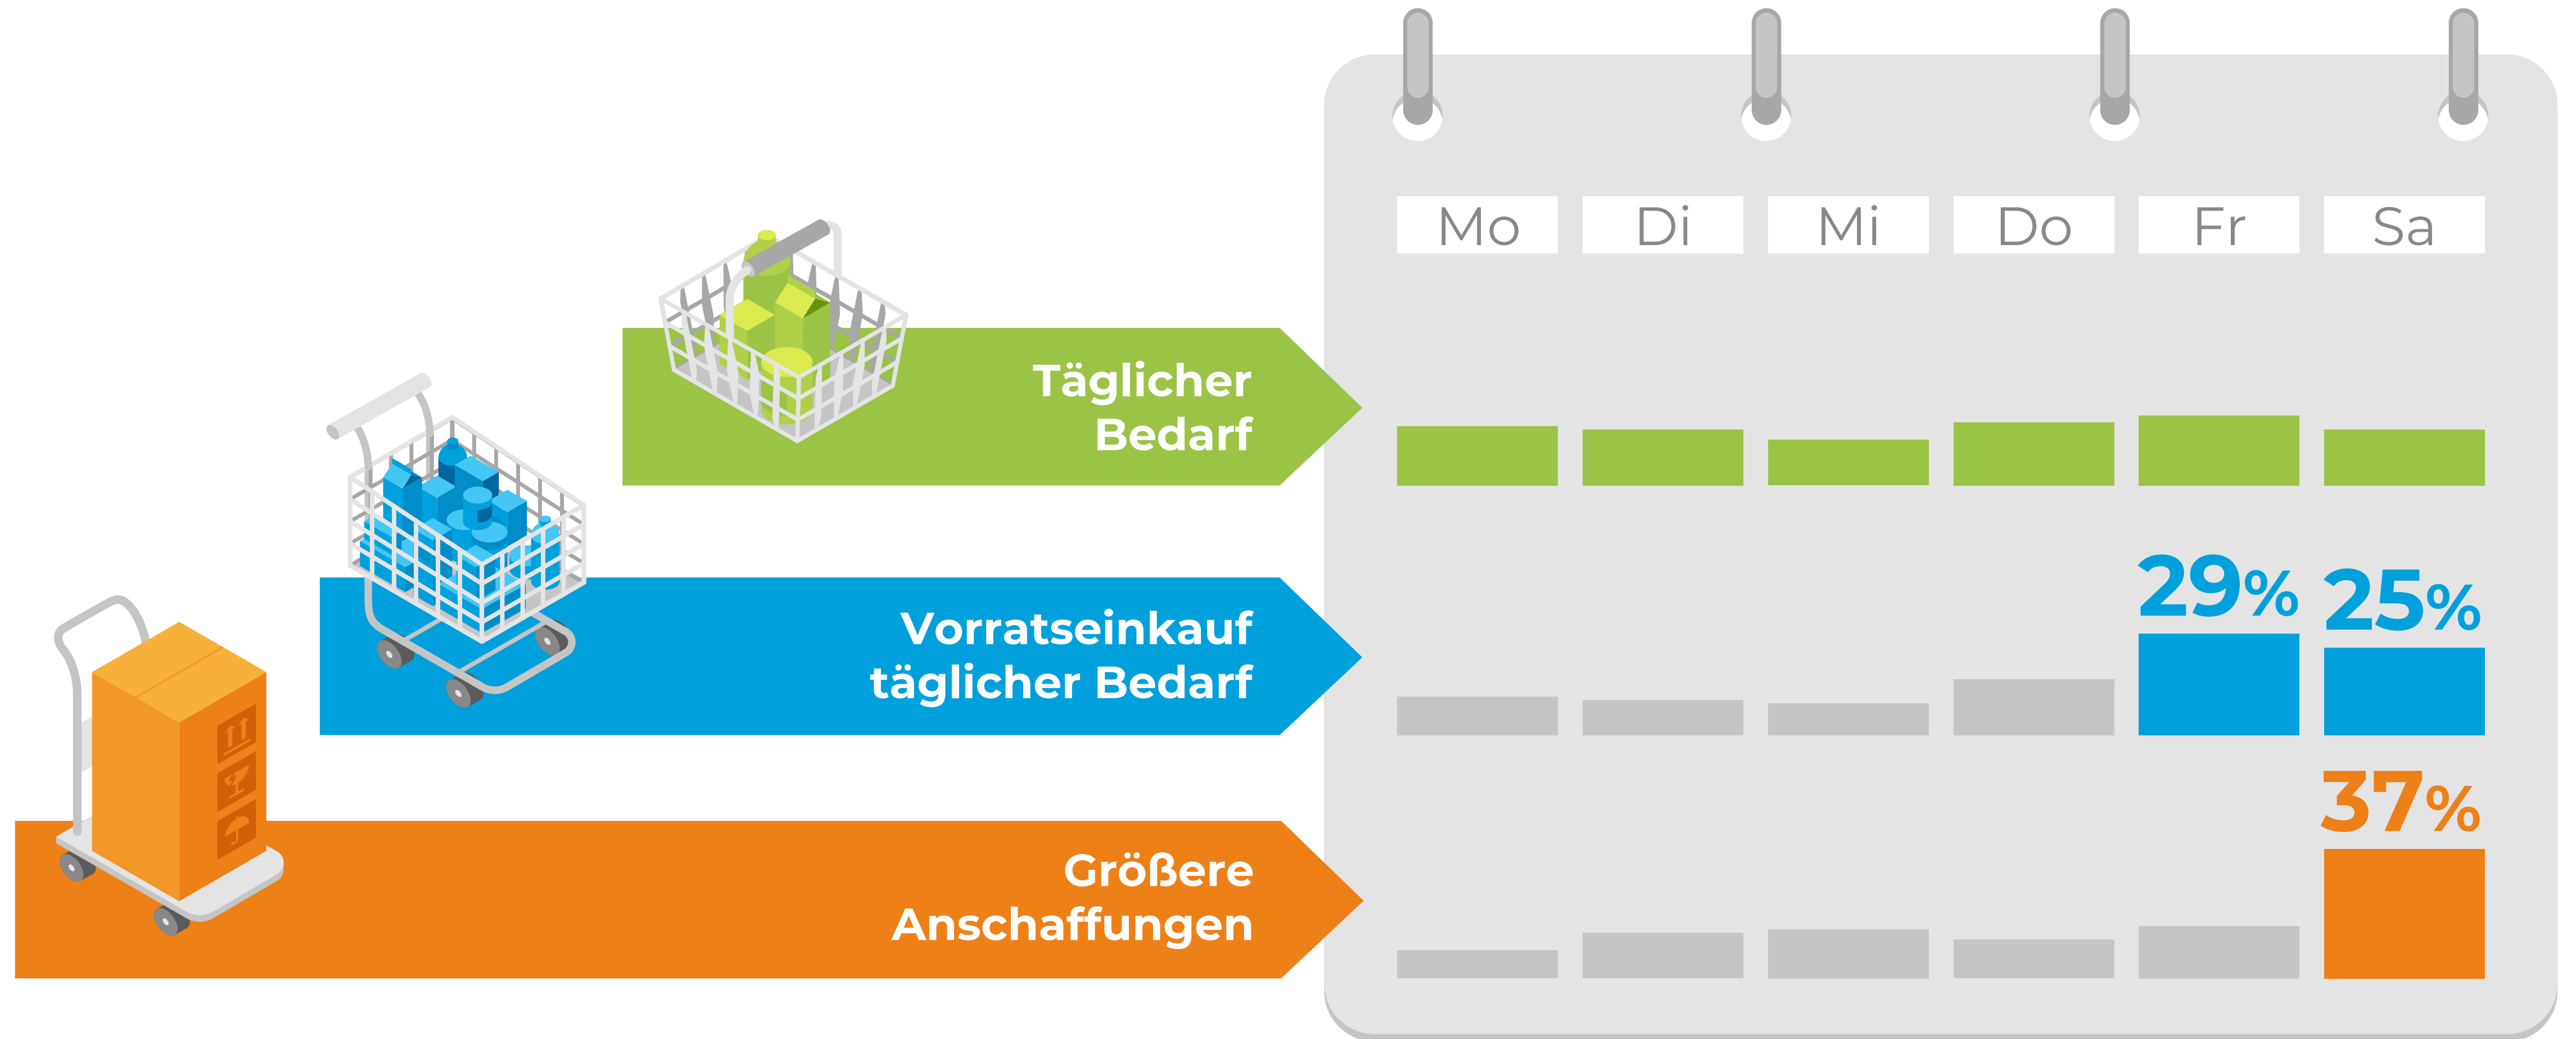 Mo Di Mi Do Fr Sa
Täglicher
Bedarf
29% 25%
Vorratseinkauf
täglicher Bedarf
37%
Größere
Anschaffungen